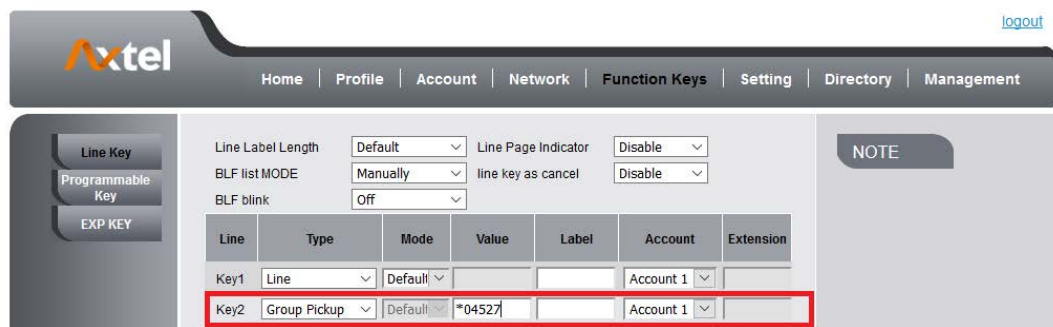 logout
Axtel
Home Profile Account Network Function Keys Setting Directory Management
Line Key
Programmable
Key
EXP KEY
Line Label Length Default Line Page Indicator Disable
BLF list MODE Manually line key as cancel Disable
BLF blink Off
Line Type Mode Value Label Account Extension
Key1 Line Default Account 1
Key2 Group Pickup Default *04527 Account 1
NOTE